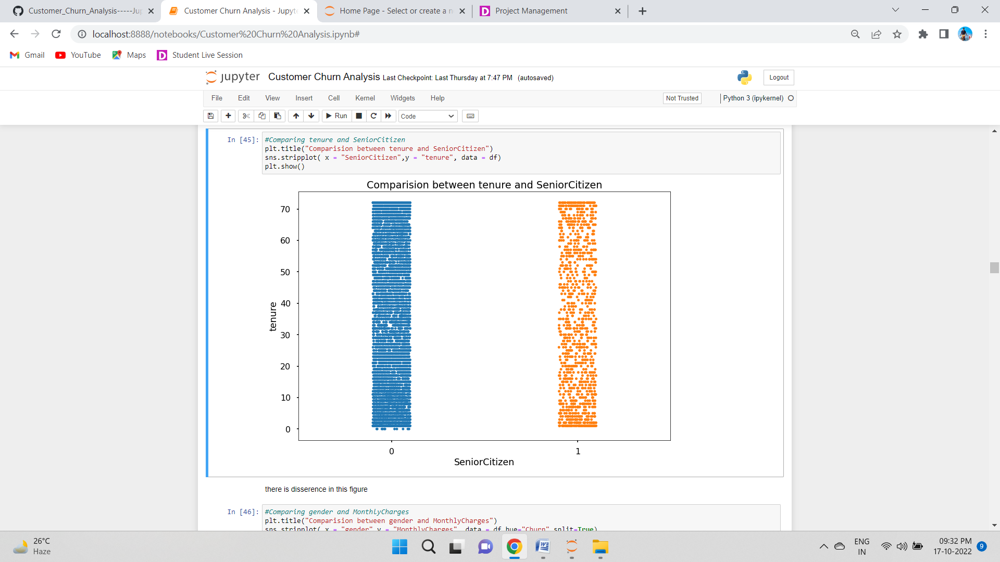 Customer_Churn_Analysis-----Jup
Customer Churn Analysis - Jupyte
Home Page - Select or create a n
D Project Management
localhost:8888/notebooks/Customer%20Churn%20Analysis.ipynb#
Gmail YouTube Maps D Student Live Session
jupyter Customer Churn Analysis Last Checkpoint: Last Thursday at 7:47 PM (autosaved) Logout
File Edit View Insert Cell Kernel Widgets Help Not Trusted Python 3 (ipykernel)
Run Code
In [45]: #Comparing tenure and SeniorCitizen
plt.title("Comparision between tenure and SeniorCitizen")
sns.stripplot( x = "SeniorCitizen",y = "tenure", data = df)
plt.show()
Comparision between tenure and SeniorCitizen
70
60
50
40
30
20
10
0
tenure
0 1
SeniorCitizen
there is disserence in this figure
In [46]: #Comparing gender and MonthlyCharges
plt.title("Comparision between gender and MonthlyCharges")
sns.stripplot( x = "gender",y = "MonthlyCharges", data = df,hue="Churn",split=True)
26°C
Haze
ENG
IN
09:32 PM
17-10-2022
9